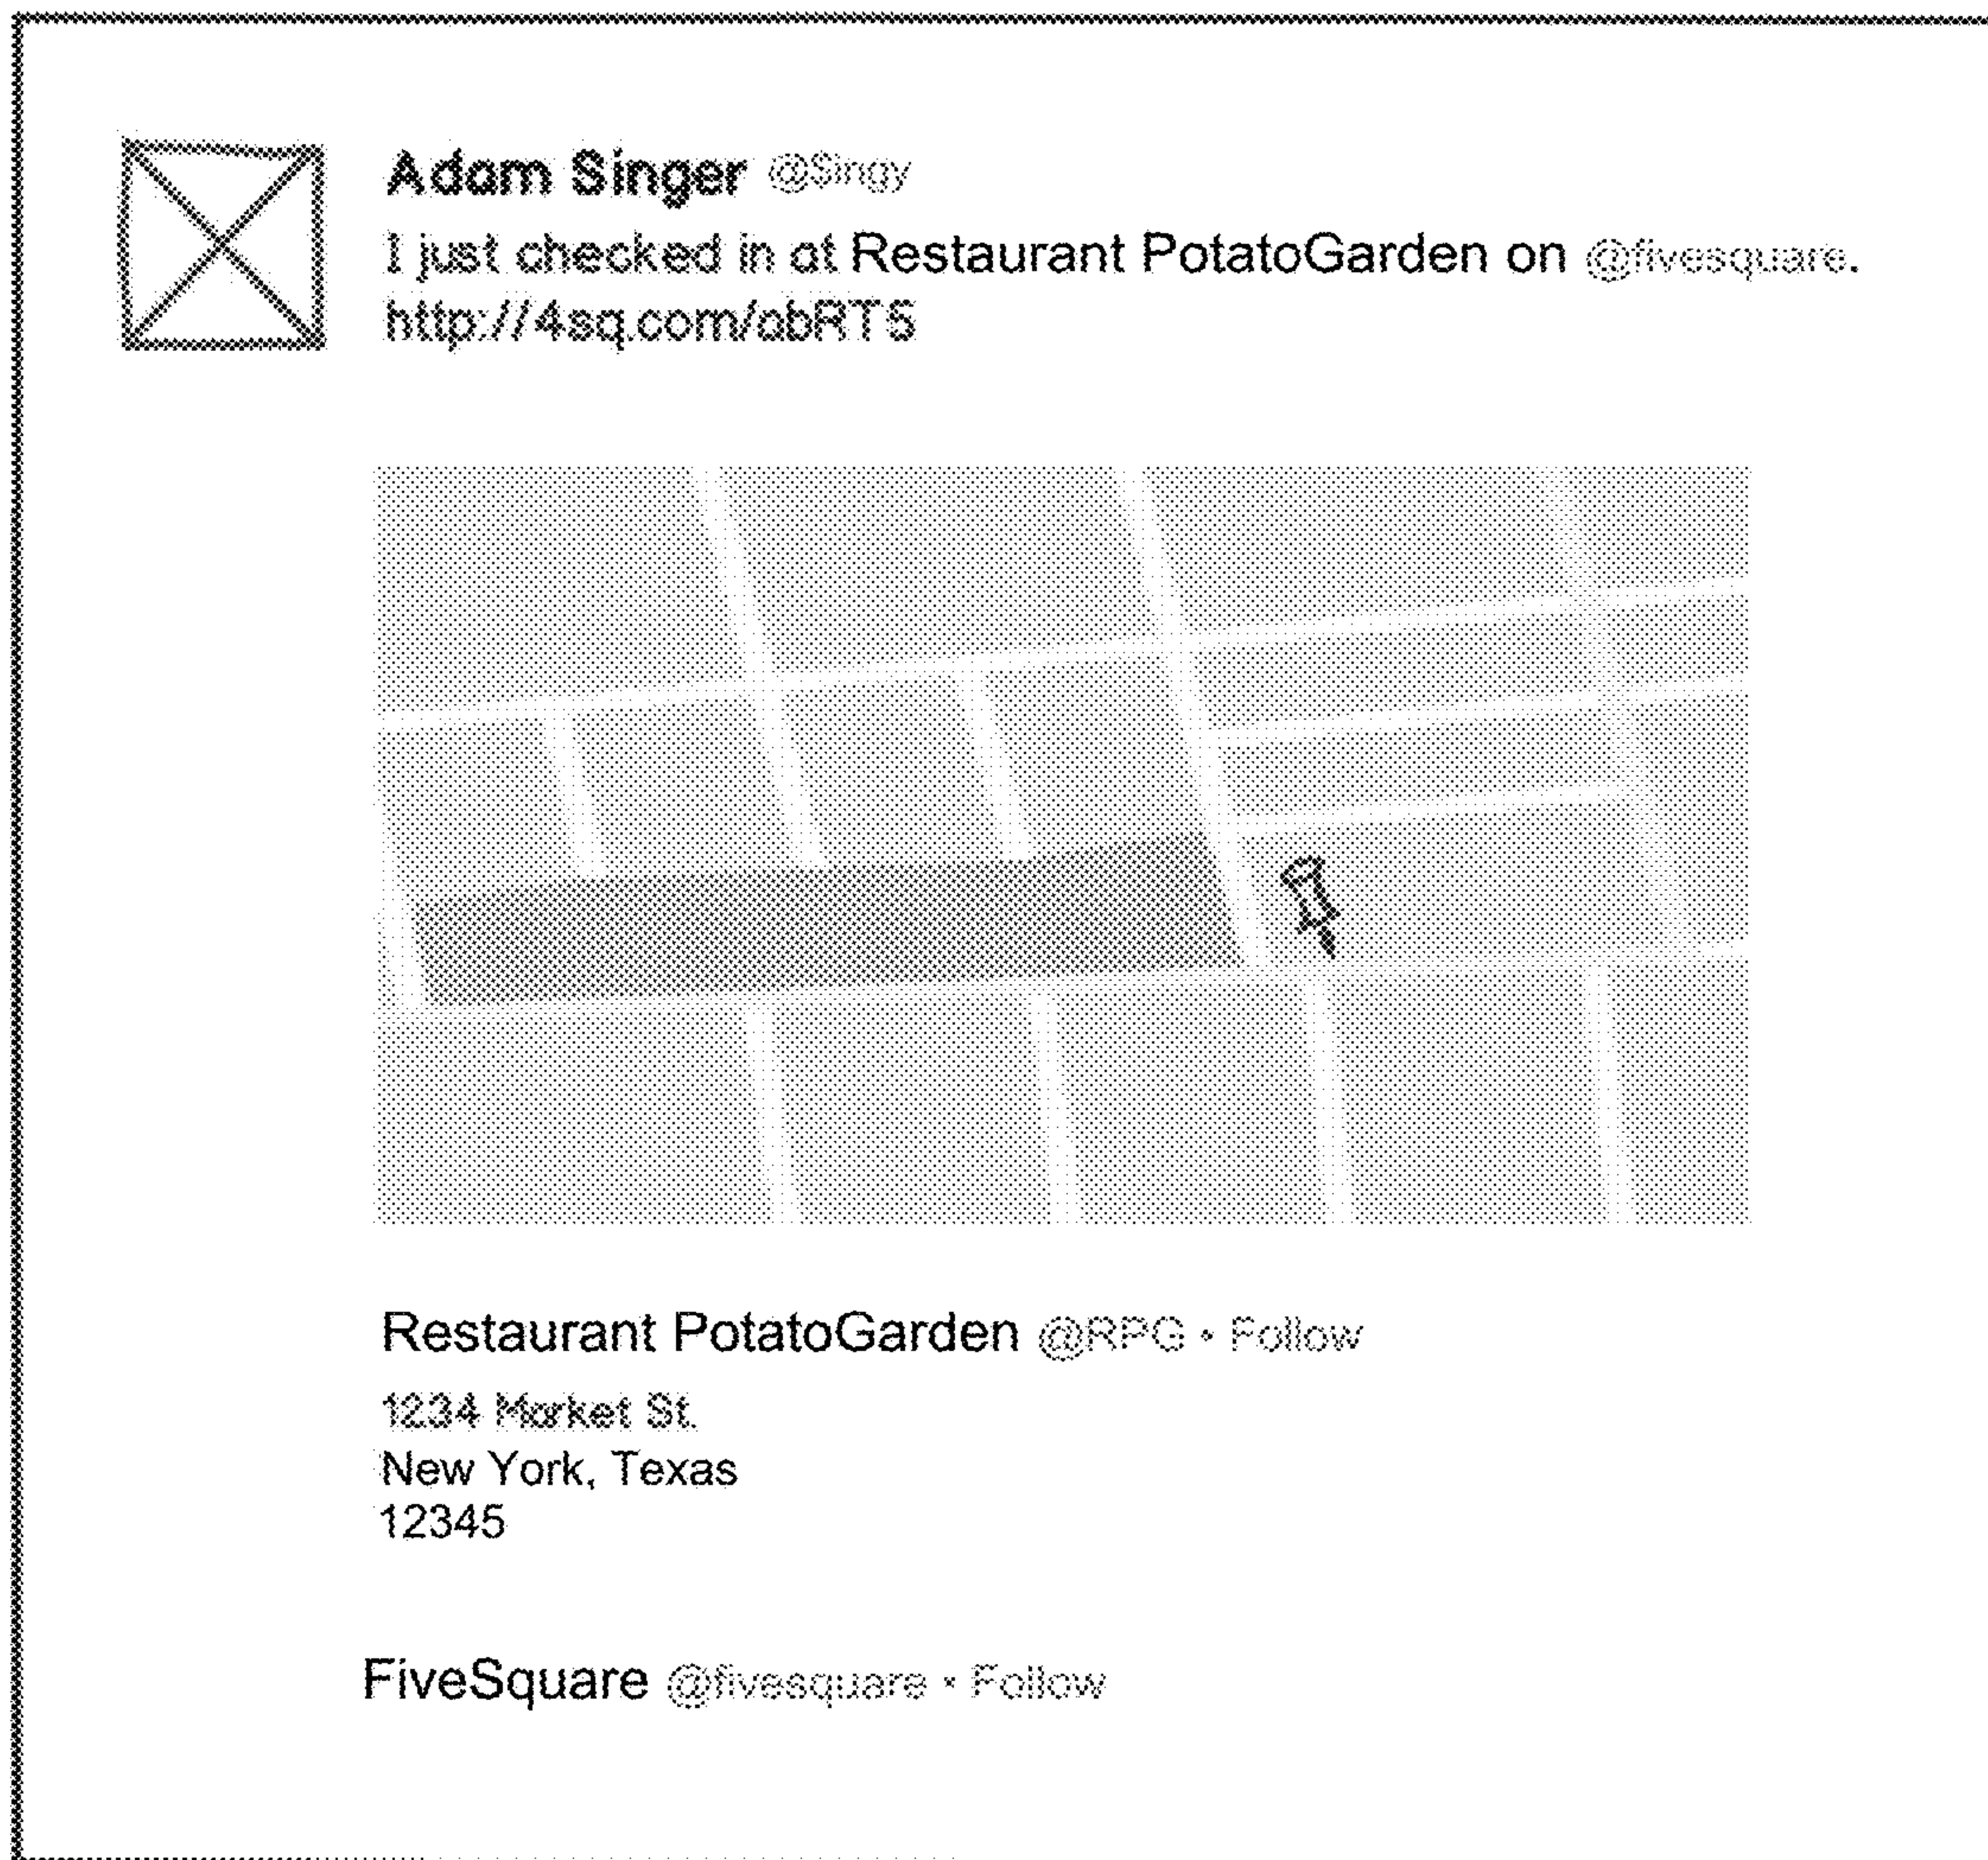 Adam Singer @Singy
I just checked in at Restaurant PotatoGarden on @fivesquare.
http://4sq.com/abRT5
Restaurant PotatoGarden @RPG • Follow
1234 Market St.
New York, Texas
12345
FiveSquare @fivesquare • Follow